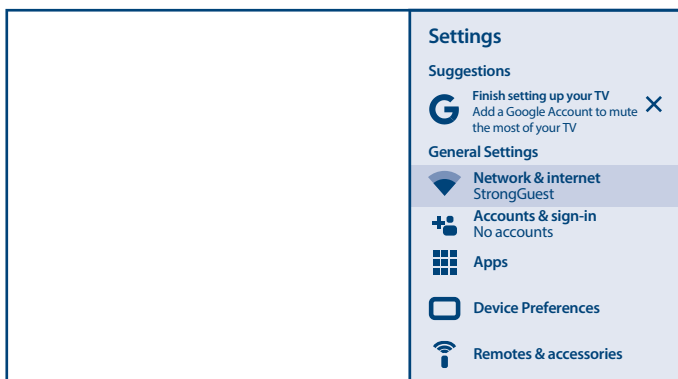 Settings
Suggestions
Finish setting up your TV
Add a Google Account to mute
the most of your TV
General Settings
Network & internet
StrongGuest
Accounts & sign-in
No accounts
Apps
Device Preferences
Remotes & accessories